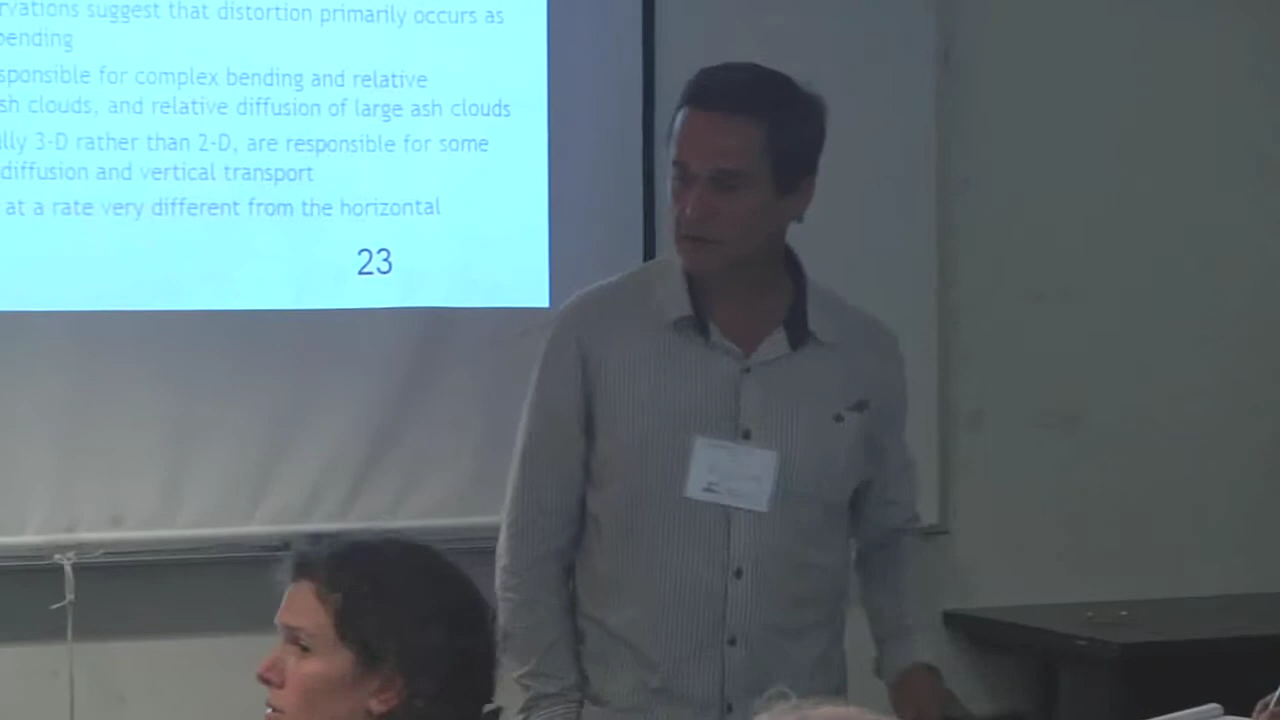 rvations suggest that distortion primarily occurs as
bending
sponsible for complex bending and relative
sh clouds, and relative diffusion of large ash clouds
lly 3-D rather than 2-D, are responsible for some
diffusion and vertical transport
at a rate very different from the horizontal
23